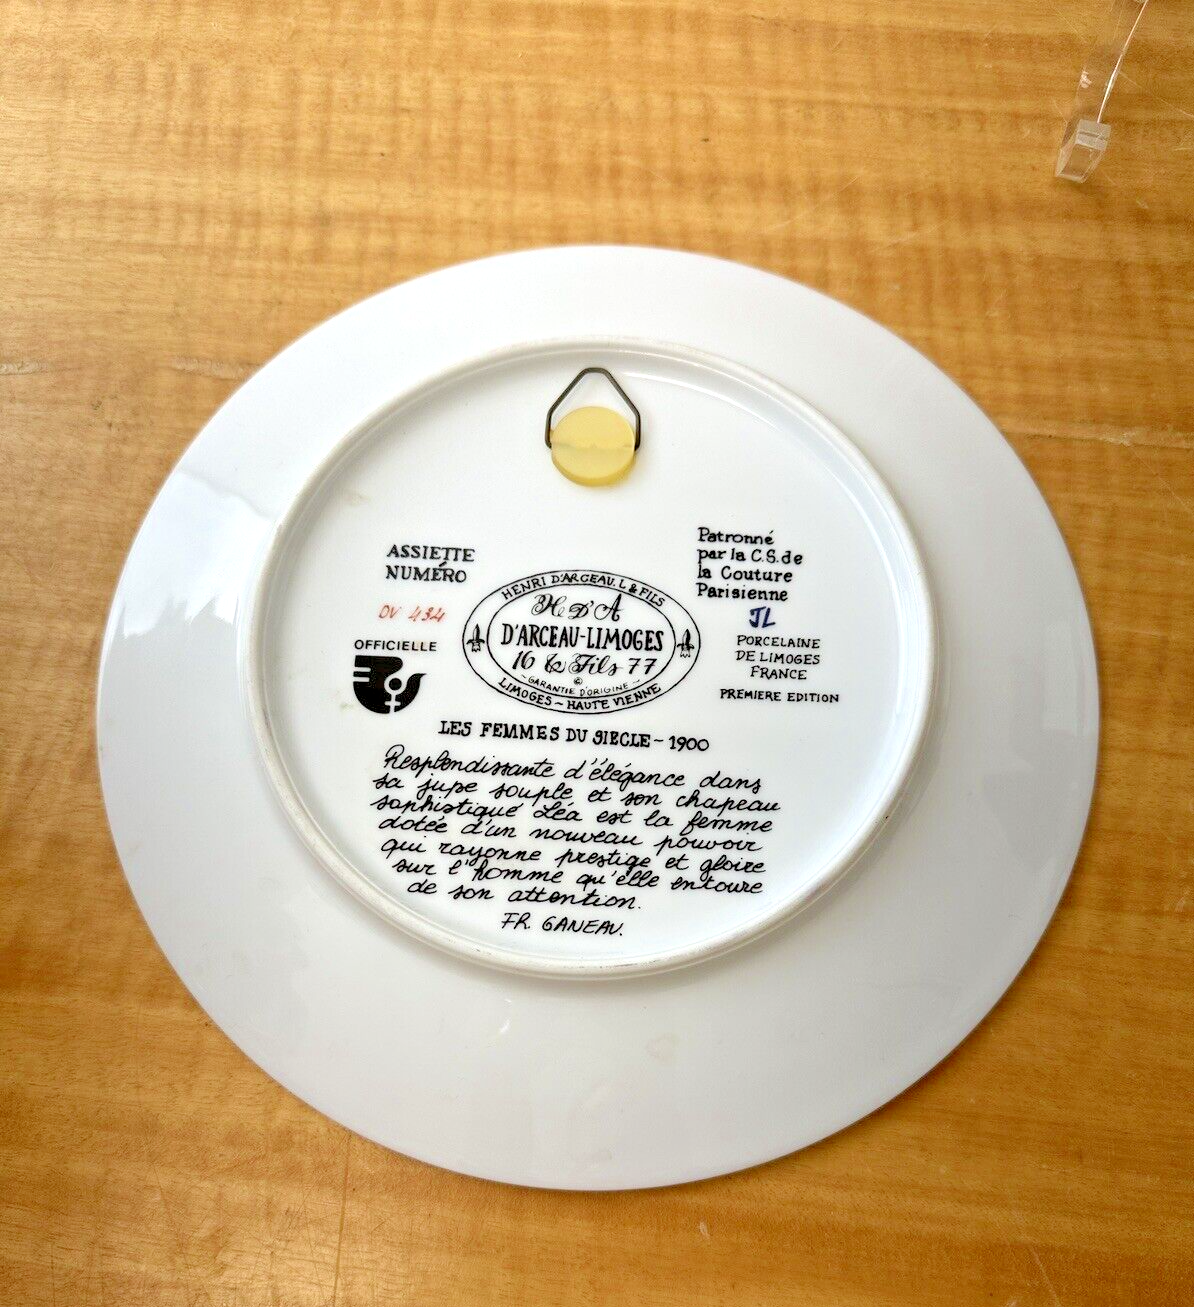 ASSIETTE
NUMÉRO
OV 434
OFFICIELLE
HENRI D'ARCEAU. L & FILS
H D'A
D'ARCEAU-LIMOGES
16 & Fils 77
©
~GARANTIE D'ORIGINE~
LIMOGES ~ HAUTE VIENNE
Patronné
par la C.S. de
la Couture
Parisienne
JL
PORCELAINE
DE LIMOGES
FRANCE
PREMIERE EDITION
LES FEMMES DU SIECLE ~ 1900
Resplendissante d'élégance dans
sa jupe souple et son chapeau
sophistiqué Léa est la femme
dotée d'un nouveau pouvoir
qui rayonne prestige et gloire
sur l'homme qu'elle entoure
de son attention.
FR. GANEAU.